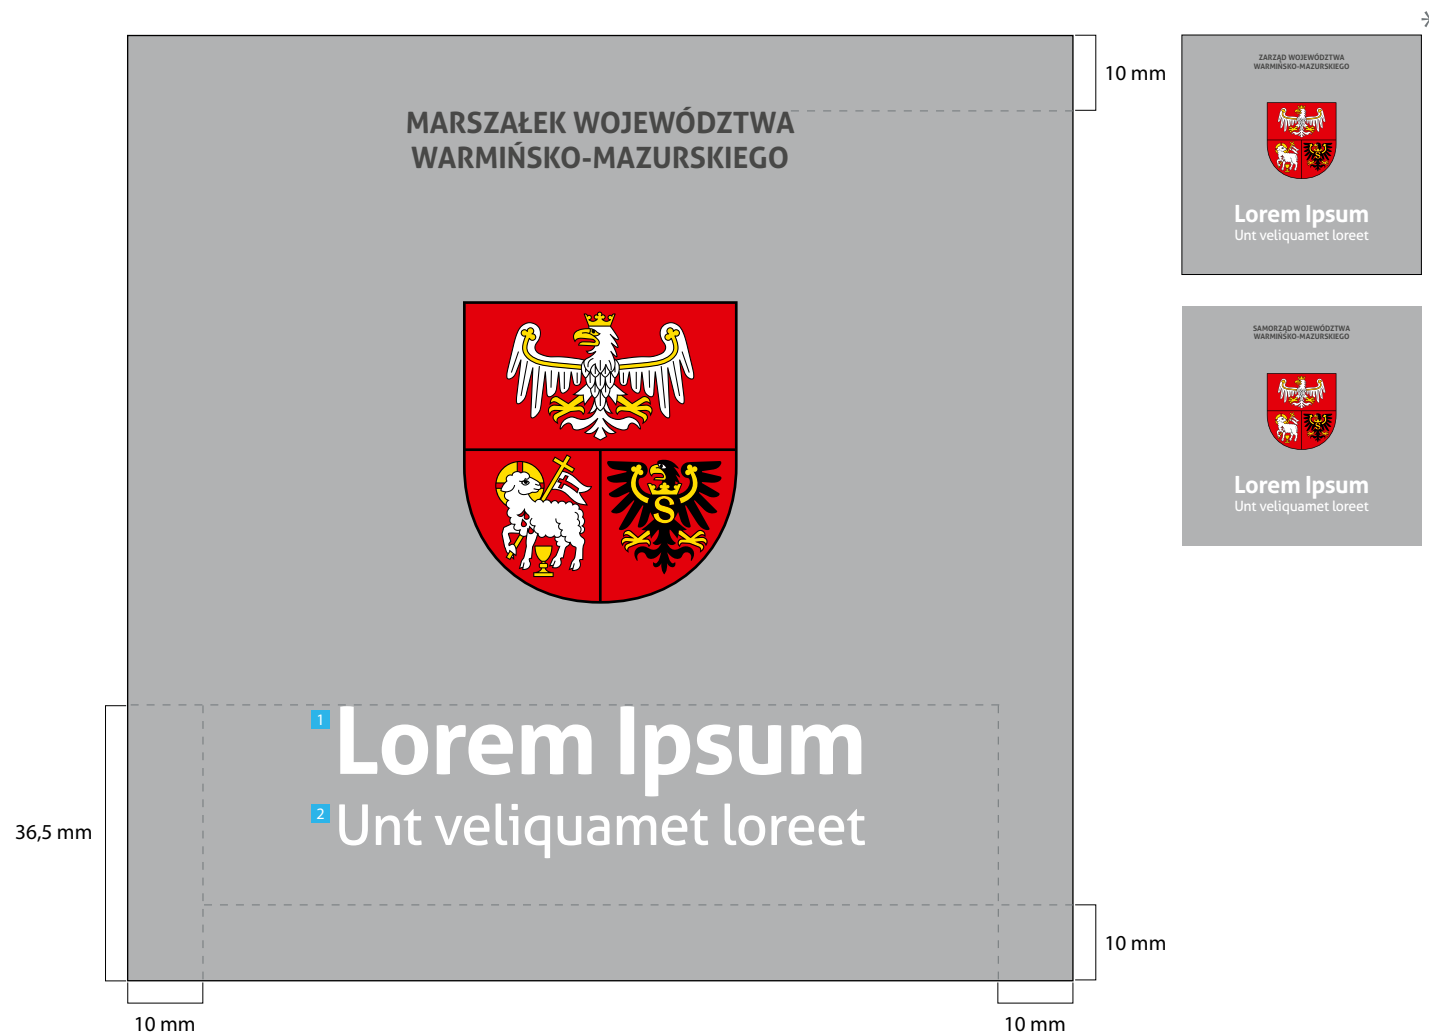 MARSZAŁEK WOJEWÓDZTWA
WARMIŃSKO-MAZURSKIEGO
10 mm
S
1
Lorem Ipsum
2
Unt veliquamet loreet
36,5 mm
10 mm
10 mm
10 mm
ZARZĄD WOJEWÓDZTWA
WARMIŃSKO-MAZURSKIEGO
S
Lorem Ipsum
Unt veliquamet loreet
SAMORZĄD WOJEWÓDZTWA
WARMIŃSKO-MAZURSKIEGO
S
Lorem Ipsum
Unt veliquamet loreet